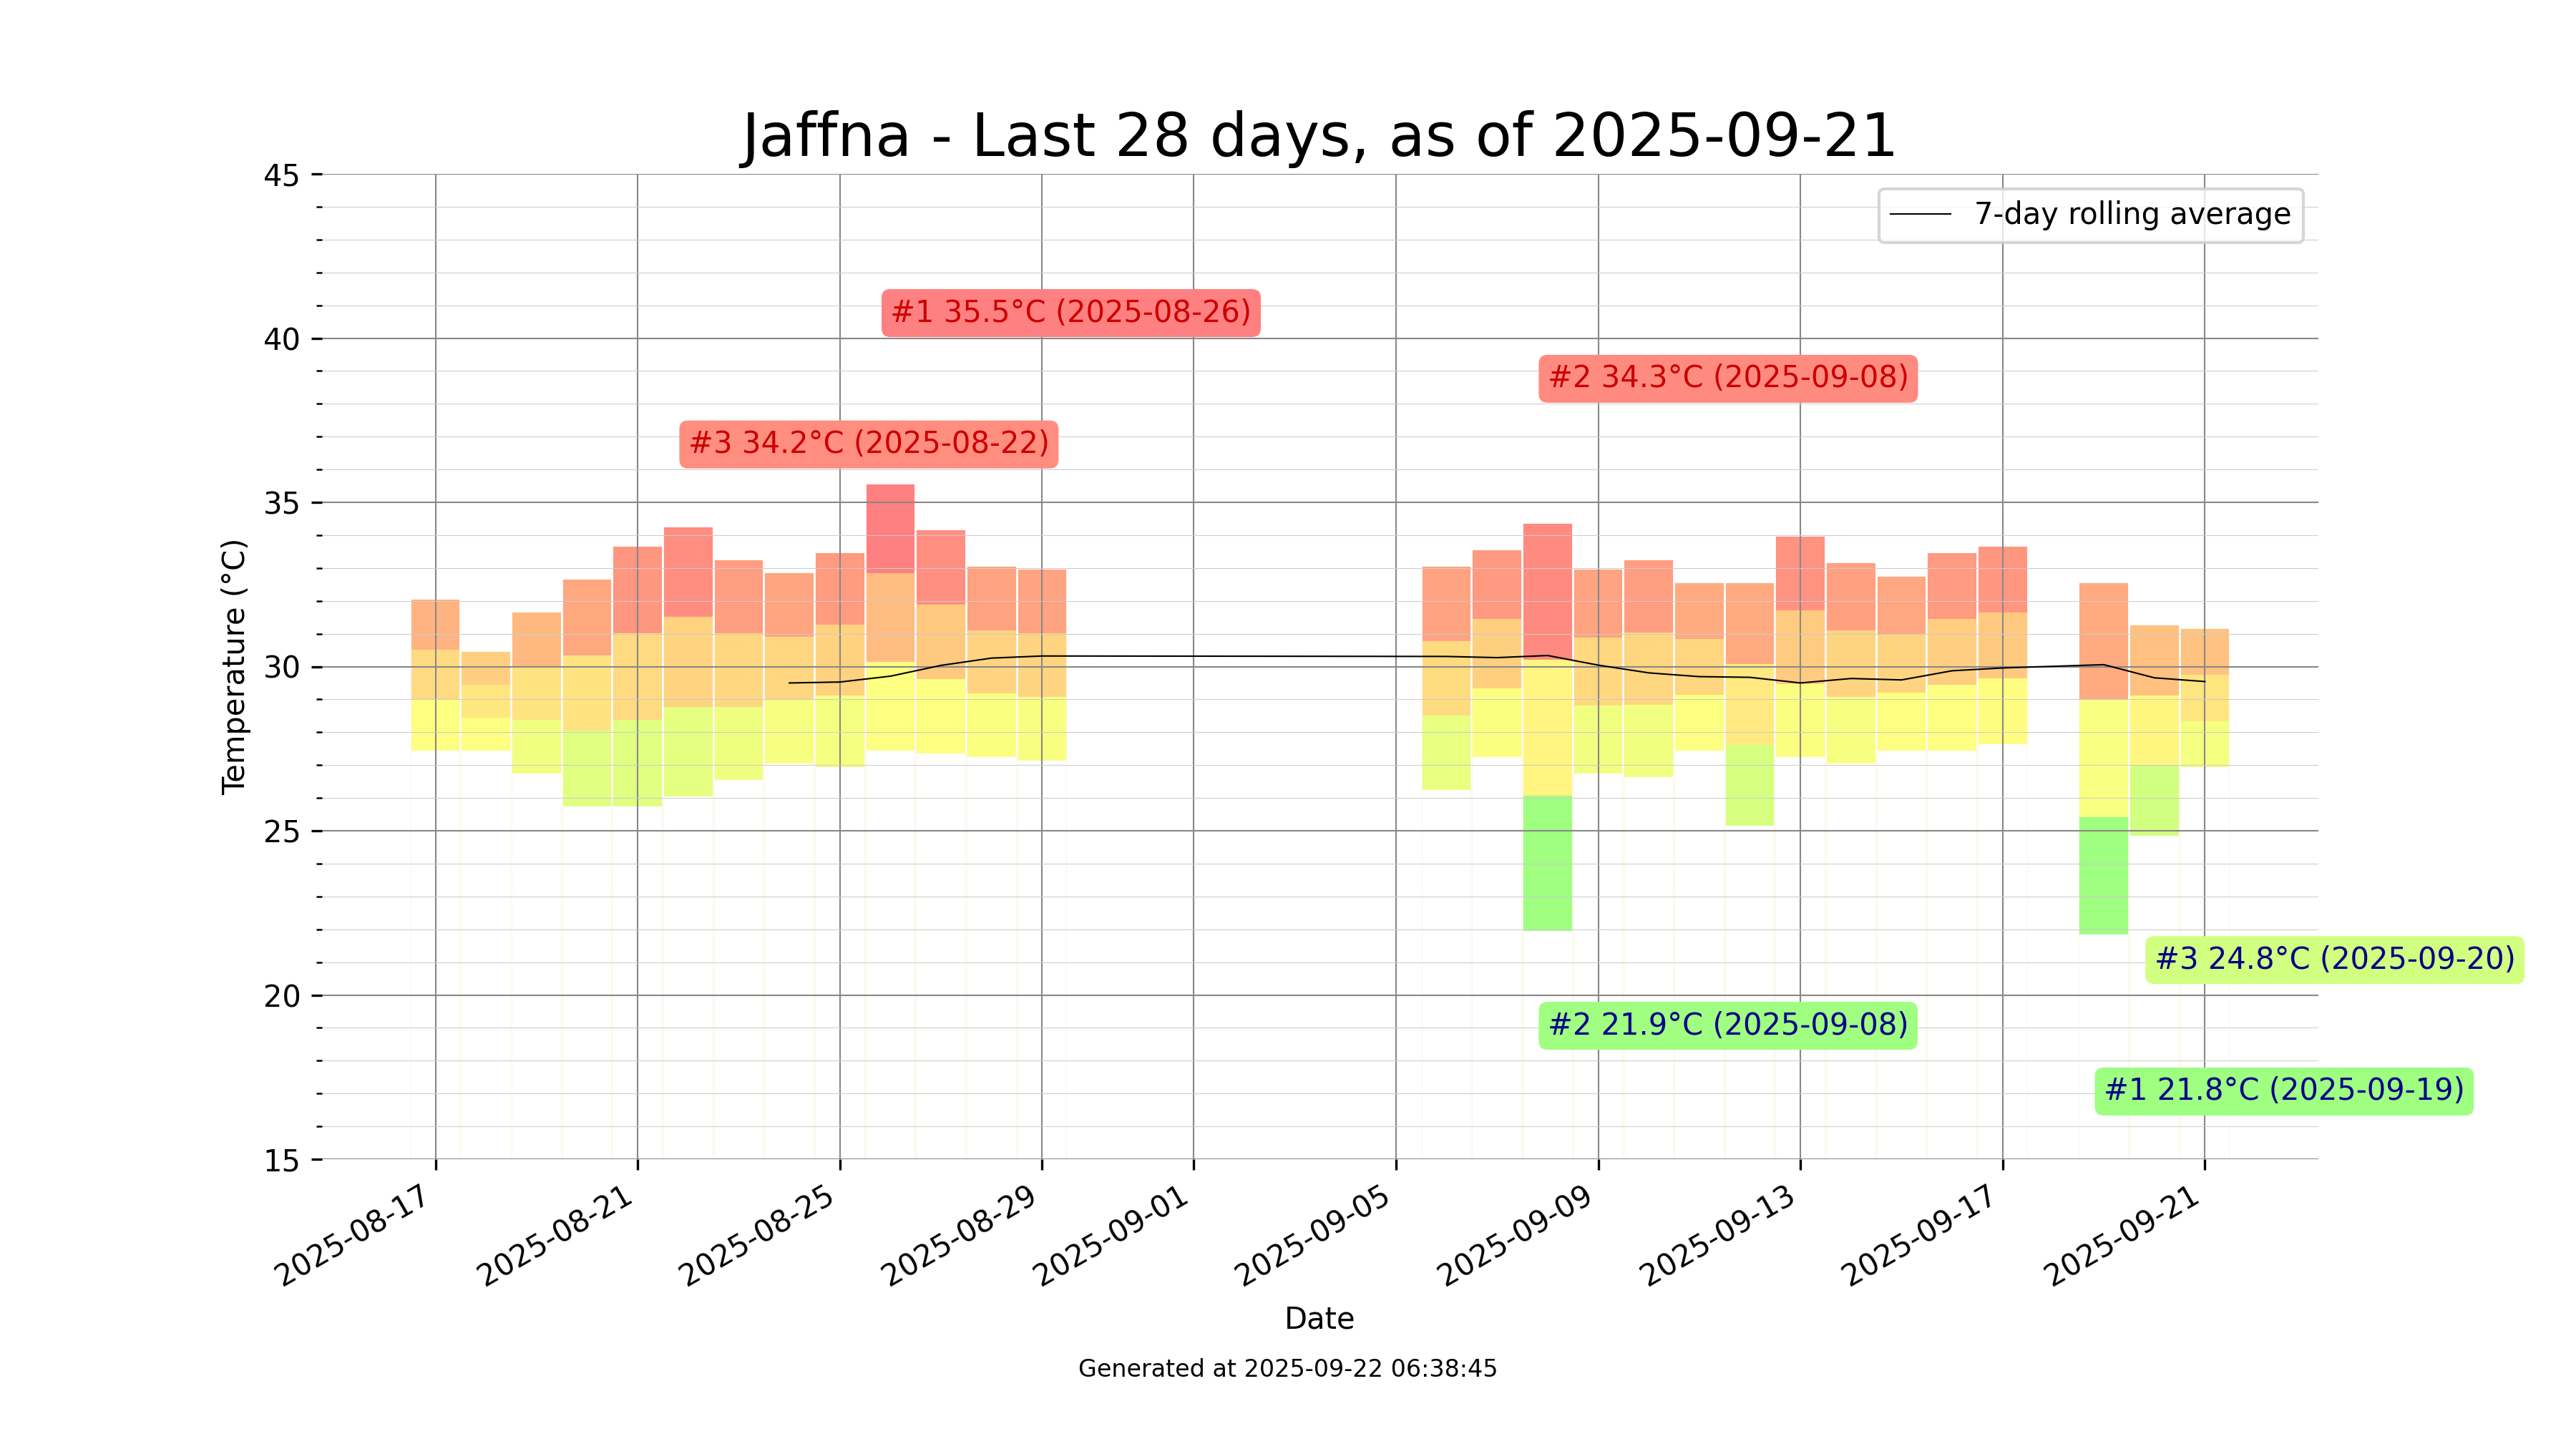 Jaffna - Last 28 days, as of 2025-09-21
7-day rolling average
#1 35.5°C (2025-08-26)
#2 34.3°C (2025-09-08)
#3 34.2°C (2025-08-22)
#3 24.8°C (2025-09-20)
#2 21.9°C (2025-09-08)
#1 21.8°C (2025-09-19)
Temperature (°C)
45
40
35
30
25
20
15
2025-08-17
2025-08-21
2025-08-25
2025-08-29
2025-09-01
2025-09-05
2025-09-09
2025-09-13
2025-09-17
2025-09-21
Date
Generated at 2025-09-22 06:38:45